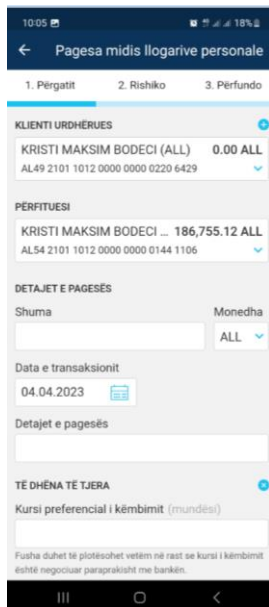 10:05
18%
Pagesa midis llogarive personale
1. Përgatit 2. Rishiko 3. Përfundo
KLIENTI URDHËRUES
KRISTI MAKSIM BODECI (ALL) 0.00 ALL
AL49 2101 1012 0000 0000 0220 6429
PËRFITUESI
KRISTI MAKSIM BODECI ... 186,755.12 ALL
AL54 2101 1012 0000 0000 0144 1106
DETAJET E PAGESËS
Shuma Monedha
ALL
Data e transaksionit
04.04.2023
Detajet e pagesës
TË DHËNA TË TJERA
Kursi preferencial i këmbimit (mundësi)
Fusha duhet të plotësohet vetëm në rast se kursi i këmbimit
është negociuar paraprakisht me bankën.